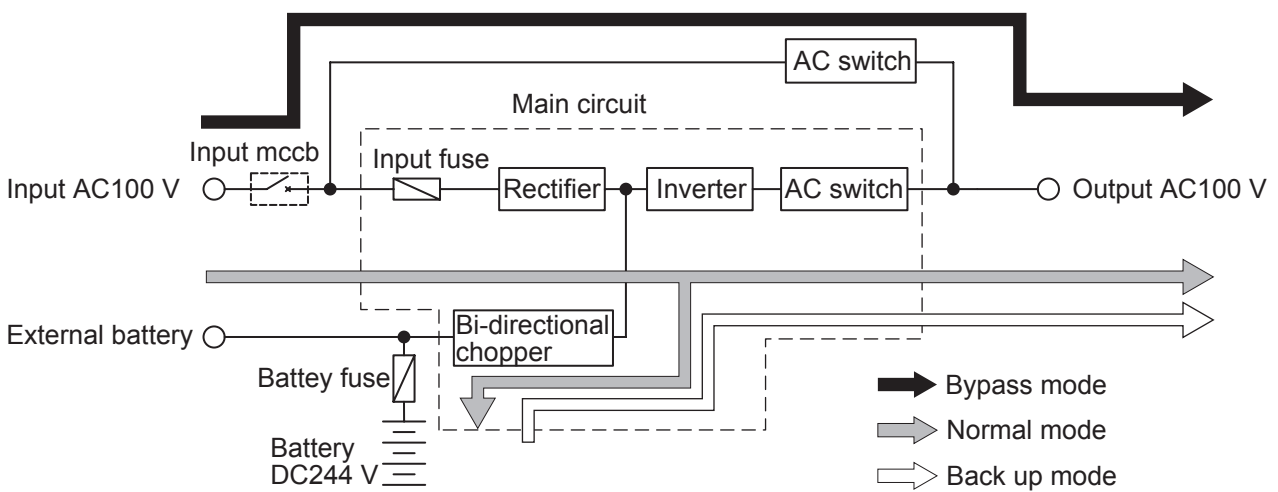 AC switch
Main circuit
Input mccb
Input fuse
Input AC100 V
Rectifier
Inverter
AC switch
Output AC100 V
External battery
Bi-directional
chopper
Battey fuse
Battery
DC244 V
Bypass mode
Normal mode
Back up mode